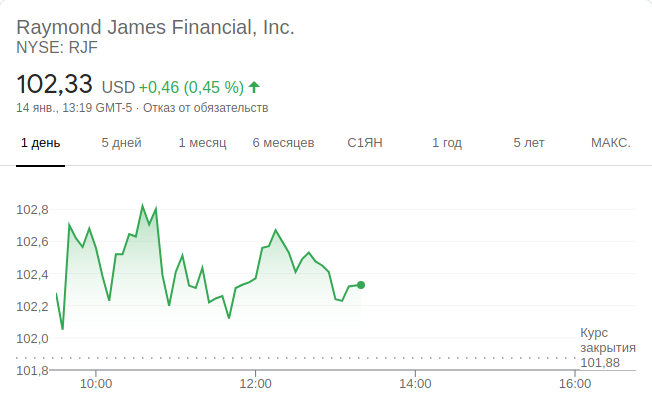 Raymond James Financial, Inc.
NYSE: RJF
102,33 USD +0,46 (0,45 %)
14 янв., 13:19 GMT-5 · Отказ от обязательств
1 день 5 дней 1 месяц 6 месяцев С1ЯН 1 год 5 лет МАКС.
102,8
102,6
102,4
102,2
102,0
101,8
Курс
закрытия
101,88
10:00 12:00 14:00 16:00